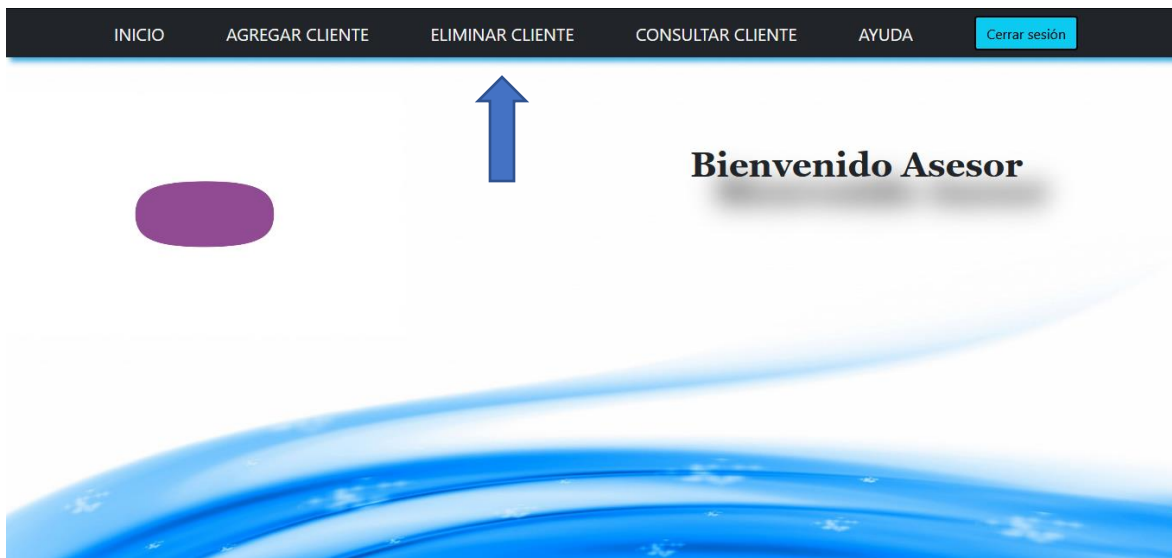 INICIO AGREGAR CLIENTE ELIMINAR CLIENTE CONSULTAR CLIENTE AYUDA Cerrar sesión
Bienvenido Asesor